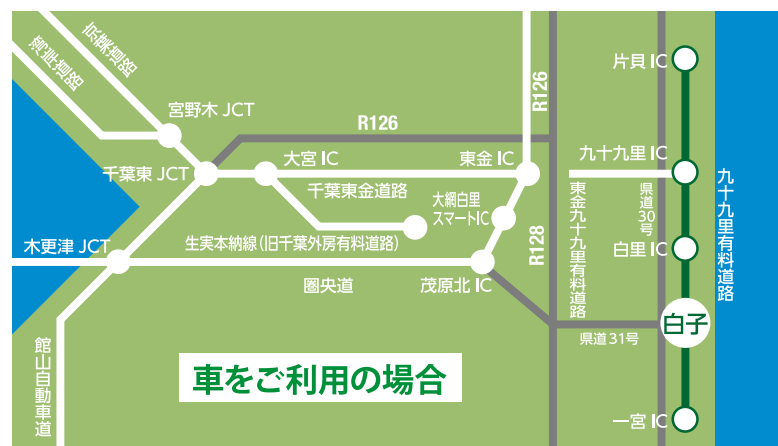 京葉道路
湾岸道路
宮野木 JCT
千葉東 JCT
大宮 IC
R126
R126
東金 IC
千葉東金道路
大網白里
スマートIC
生実本納線(旧千葉外房有料道路)
木更津 JCT
圏央道
茂原北 IC
R128
館山自動車道
片貝 IC
九十九里 IC
東金九十九里有料道路
県道30号
白里 IC
九十九里有料道路
白子
県道31号
一宮 IC
車をご利用の場合